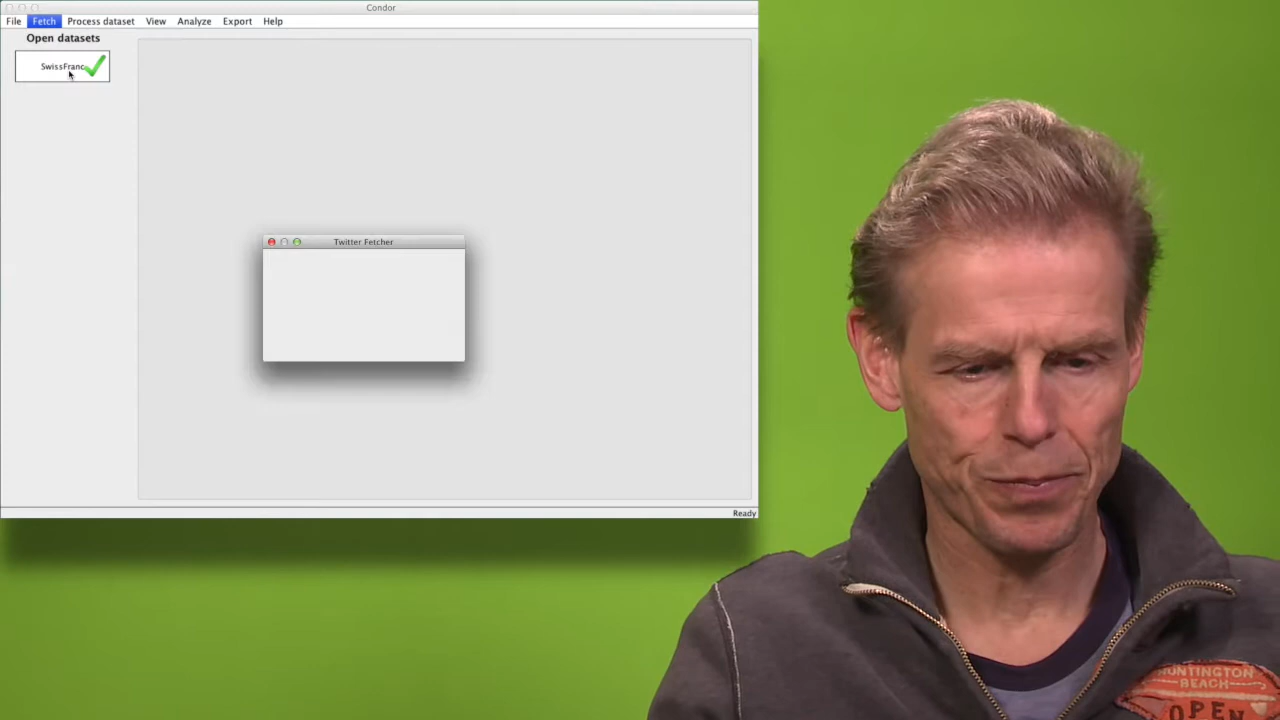 Condor
File Fetch Process dataset View Analyze Export Help
Open datasets
SwissFranc
Twitter Fetcher
Ready
HUNTINGTON
BEACH
OPEN